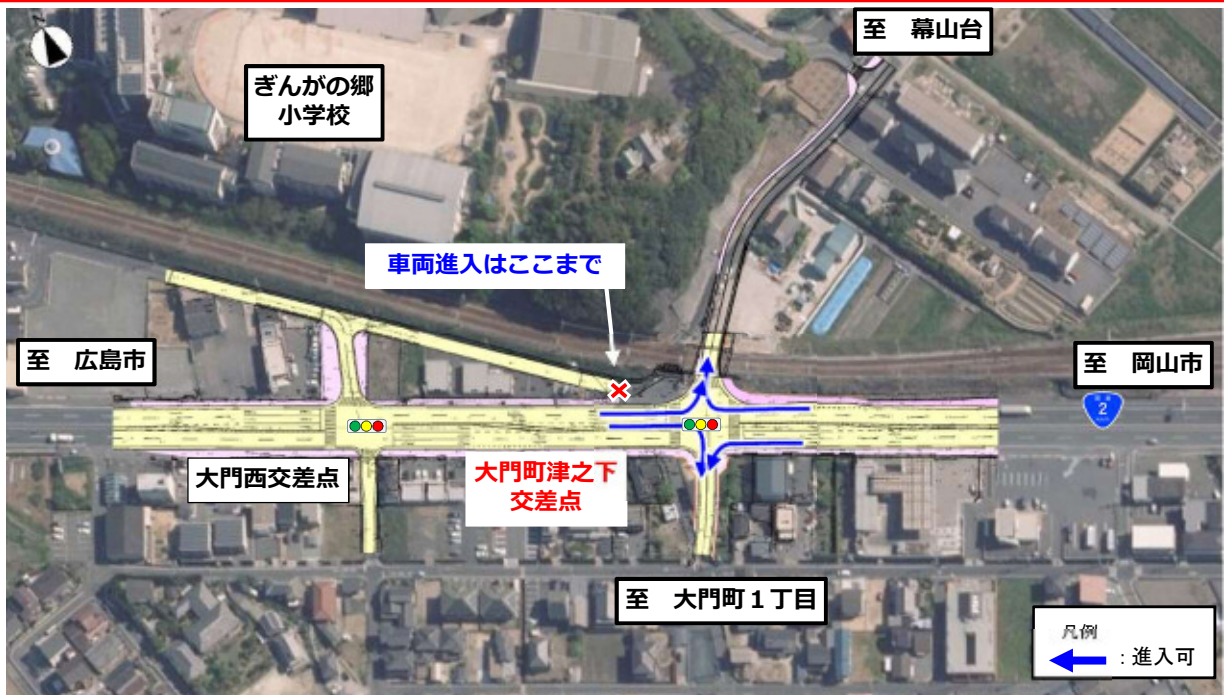 至　幕山台
ぎんがの郷
小学校
車両進入はここまで
至　広島市
至　岡山市
2
大門西交差点
大門町津之下
交差点
至　大門町１丁目
凡例
：進入可